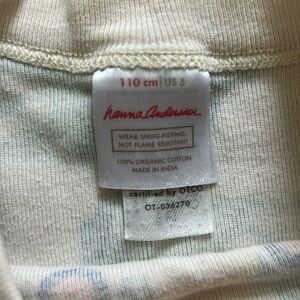 110 cm | US 5
hanna andersson
WEAR SNUG-FITTING
NOT FLAME RESISTANT
100% ORGANIC COTTON
MADE IN INDIA
certified by OTCO
OT-036270